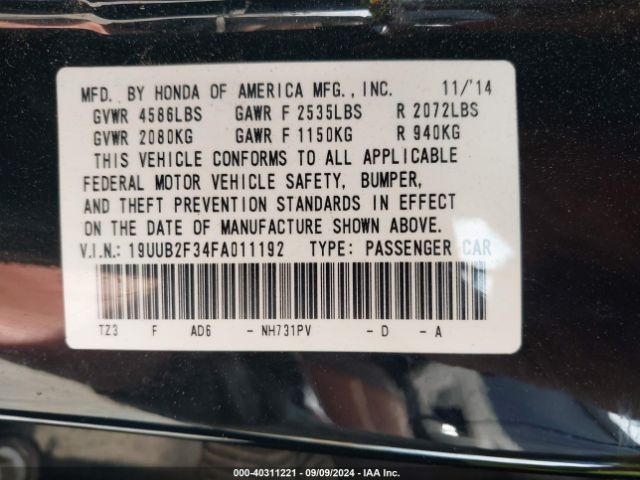 MFD. BY HONDA OF AMERICA MFG., INC. 11/'14
GVWR 4586LBS GAWR F 2535LBS R 2072LBS
GVWR 2080KG GAWR F 1150KG R 940KG
THIS VEHICLE CONFORMS TO ALL APPLICABLE
FEDERAL MOTOR VEHICLE SAFETY, BUMPER,
AND THEFT PREVENTION STANDARDS IN EFFECT
ON THE DATE OF MANUFACTURE SHOWN ABOVE.
V.I.N.: 19UUB2F34FA011192 TYPE: PASSENGER CAR
TZ3 F AD6 - NH731PV - D - A
000-40311221 - 09/09/2024 - IAA Inc.